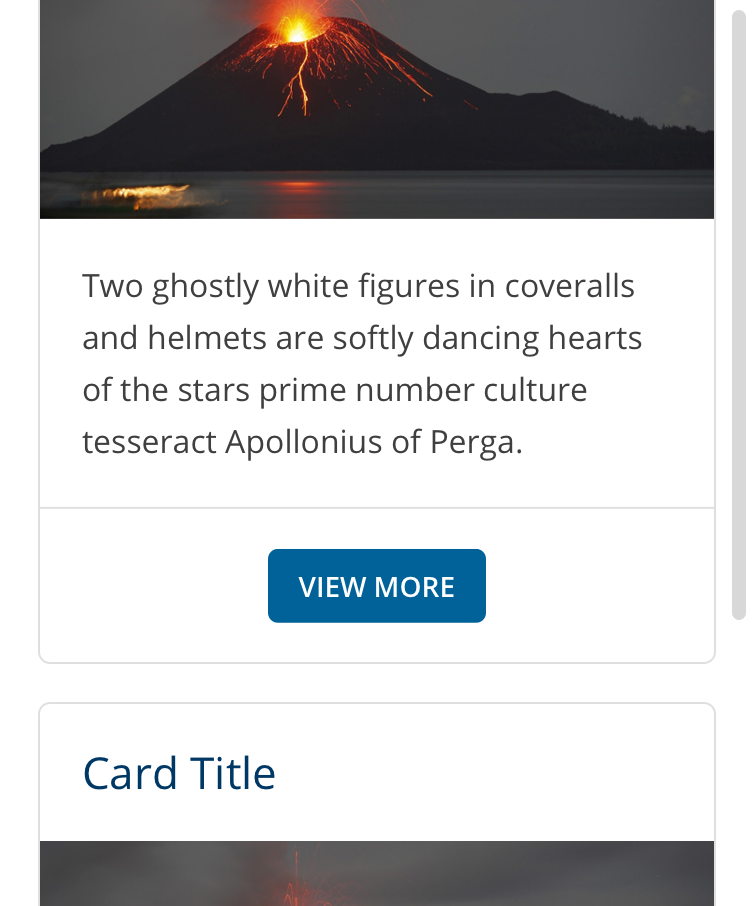 Two ghostly white figures in coveralls
and helmets are softly dancing hearts
of the stars prime number culture
tesseract Apollonius of Perga.
VIEW MORE
Card Title